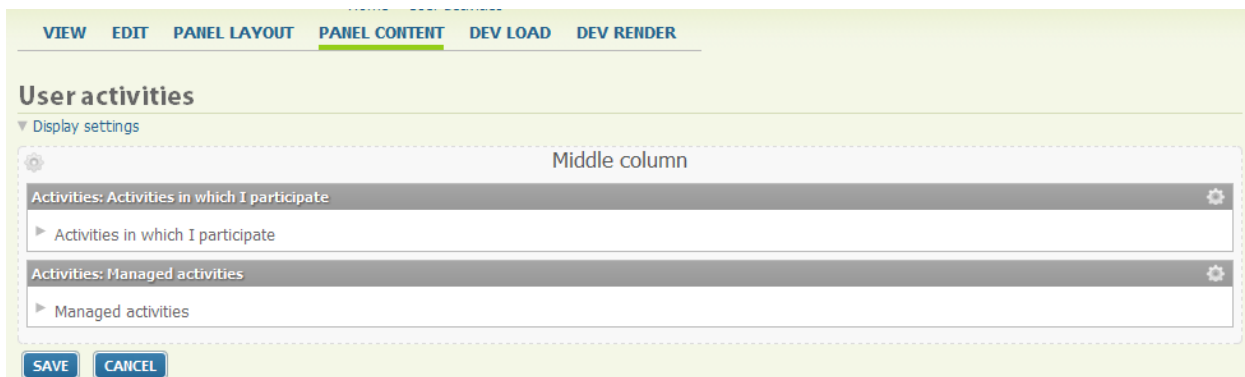 VIEW EDIT PANEL LAYOUT PANEL CONTENT DEV LOAD DEV RENDER
User activities
Display settings
Middle column
Activities: Activities in which I participate
Activities in which I participate
Activities: Managed activities
Managed activities
SAVE CANCEL